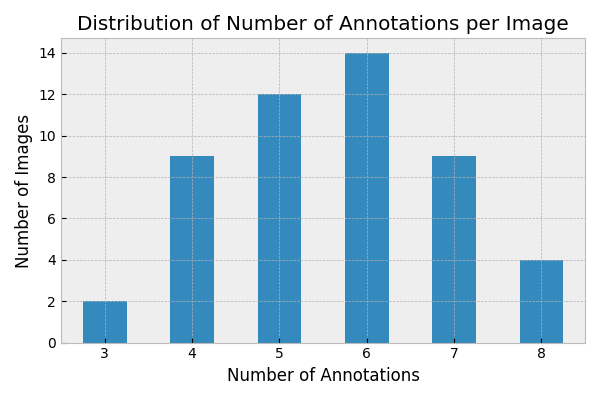 Distribution of Number of Annotations per Image
Number of Images
14
12
10
8
6
4
2
0
3 4 5 6 7 8
Number of Annotations